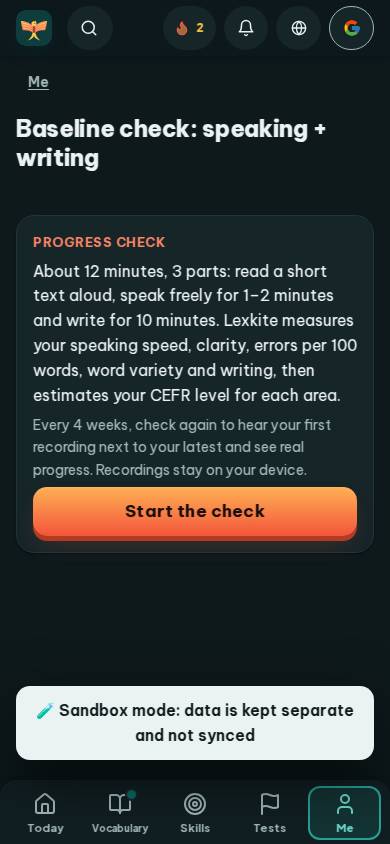 2
Me
Baseline check: speaking +
writing
PROGRESS CHECK
About 12 minutes, 3 parts: read a short
text aloud, speak freely for 1–2 minutes
and write for 10 minutes. Lexkite measures
your speaking speed, clarity, errors per 100
words, word variety and writing, then
estimates your CEFR level for each area.
Every 4 weeks, check again to hear your first
recording next to your latest and see real
progress. Recordings stay on your device.
Start the check
🧪 Sandbox mode: data is kept separate
and not synced
Today Vocabulary Skills Tests Me